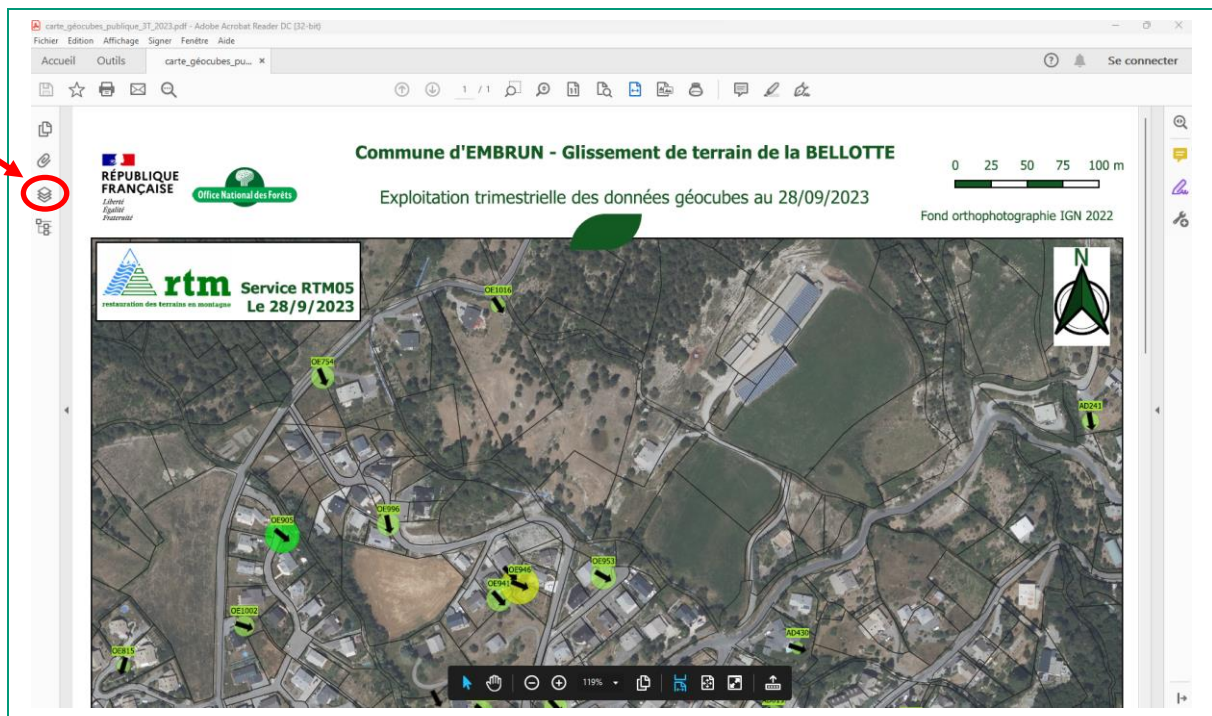 carte_géocubes_publique_3T_2023.pdf - Adobe Acrobat Reader DC (32-bit)
Fichier Edition Affichage Signer Fenêtre Aide
Accueil Outils carte_géocubes_pu... × Se connecter
1 / 1
Commune d'EMBRUN - Glissement de terrain de la BELLOTTE
Exploitation trimestrielle des données géocubes au 28/09/2023
RÉPUBLIQUE
FRANÇAISE
Liberté
Égalité
Fraternité
Office National des Forêts
0 25 50 75 100 m
Fond orthophotographie IGN 2022
rtm
restauration des terrains en montagne
Service RTM05
Le 28/9/2023
N
OE1016
OE754
AD241
OE996
OE905
OE953
OE946
OE941
OE1002
AD430
OE815
119%